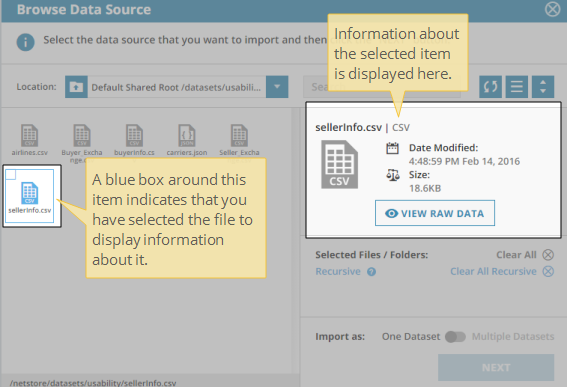 Browse Data Source
Select the data source that you want to import and then
Information about
the selected item
is displayed here.
Location:
Default Shared Root /datasets/usabili...
airlines.csv
Buyer_Excha
nge.
buyerInfo.cs
carriers.json
Seller_Excha
sellerInfo.csv
CSV
A blue box around this
item indicates that you
have selected the file to
display information
about it.
sellerInfo.csv | CSV
CSV
Date Modified:
4:48:59 PM Feb 14, 2016
Size:
18.6KB
VIEW RAW DATA
Selected Files / Folders:
Clear All
Recursive
Clear All Recursive
Import as:
One Dataset
Multiple Datasets
NEXT
/netstore/datasets/usability/sellerInfo.csv